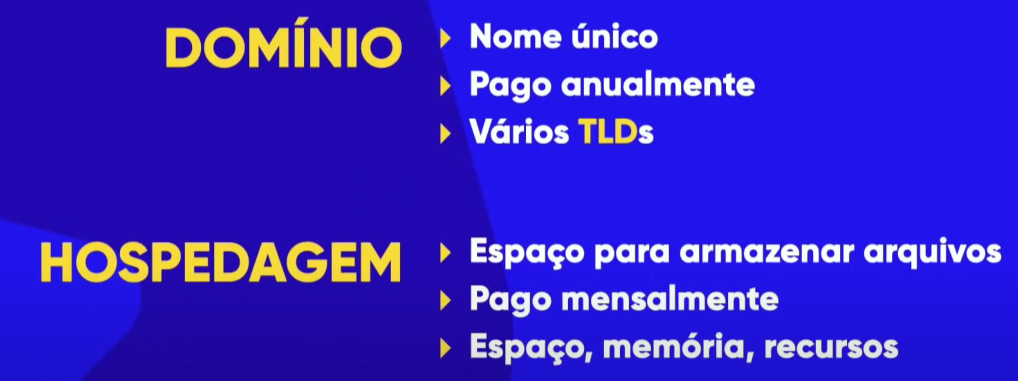 DOMÍNIO
Nome único
Pago anualmente
Vários TLDs
HOSPEDAGEM
Espaço para armazenar arquivos
Pago mensalmente
Espaço, memória, recursos